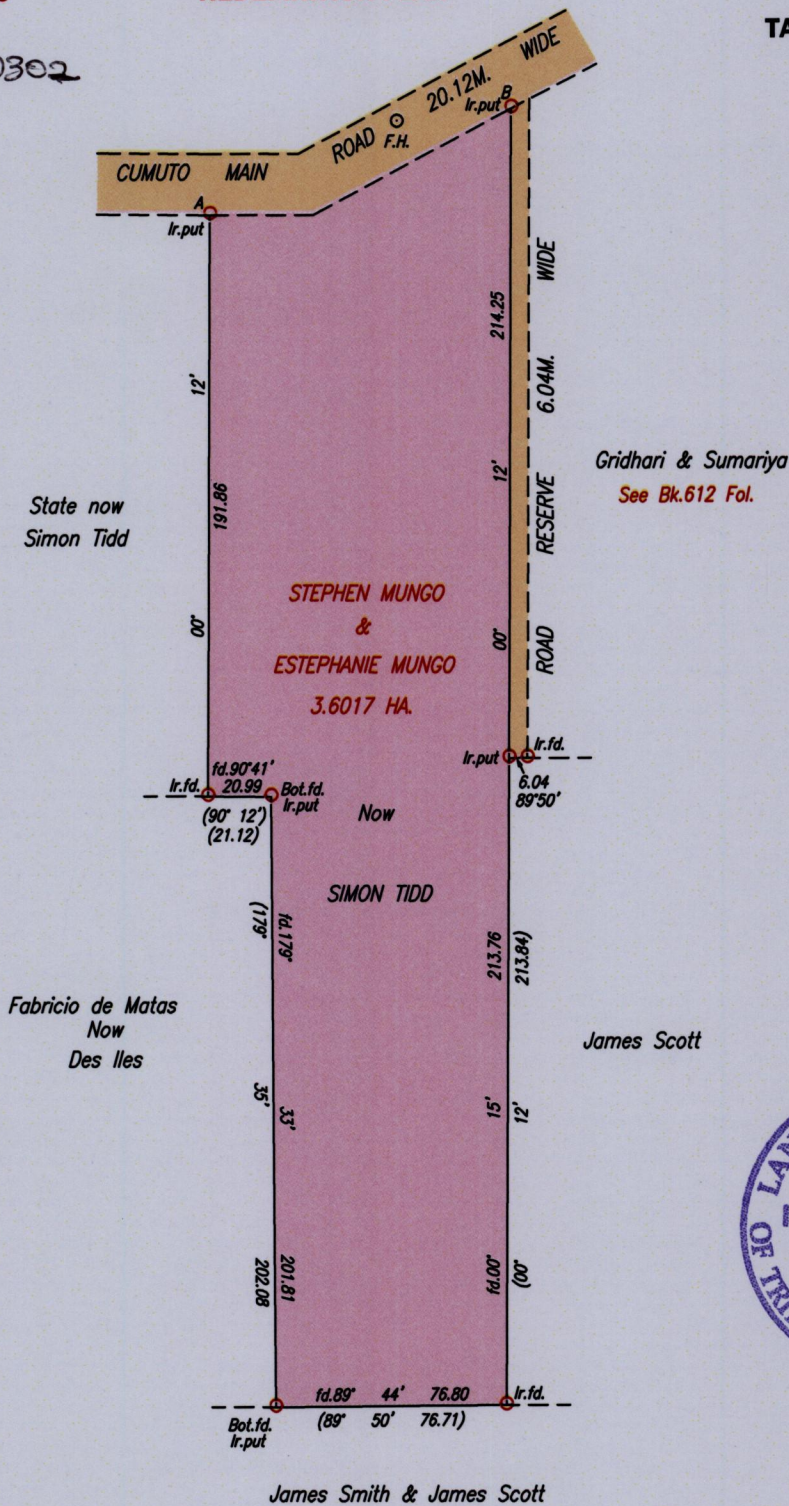 TA
0302
CUMUTO MAIN ROAD 20.12M. WIDE
F.H.
A
Ir.put
B
Ir.put
12'
191.86
00°
214.25
12'
00°
WIDE
6.04M.
RESERVE
ROAD
State now
Simon Tidd
Gridhari & Sumariya
See Bk.612 Fol.
STEPHEN MUNGO
&
ESTEPHANIE MUNGO
3.6017 HA.
Ir.put
Ir.fd.
6.04
89°50'
fd.90°41'
Ir.fd.
20.99
Bot.fd.
Ir.put
(90° 12')
(21.12)
Now
SIMON TIDD
fd.179° 33' 201.81
(179° 35' 202.08
fd.00° 15' 213.76
(00° 12' 213.84)
Fabricio de Matas
Now
Des Iles
James Scott
LAN
OF TRI
fd.89° 44' 76.80
(89° 50' 76.71)
Ir.fd.
Bot.fd.
Ir.put
James Smith & James Scott